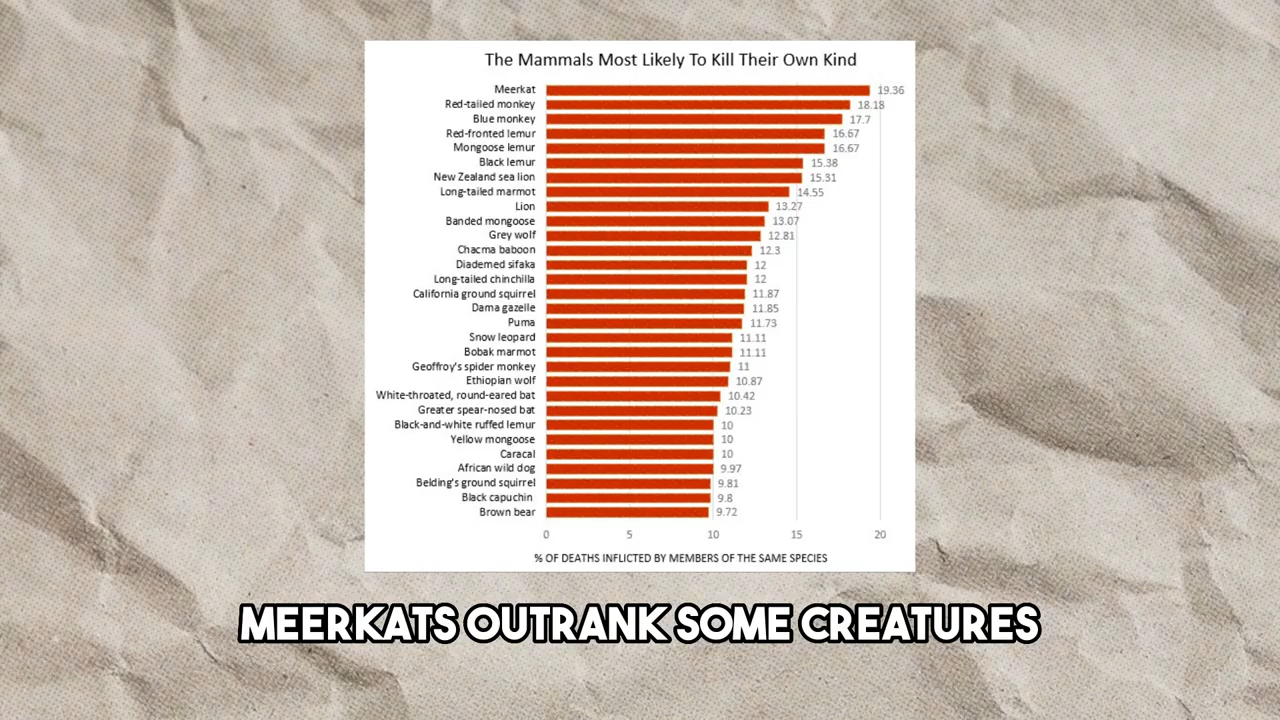 The Mammals Most Likely To Kill Their Own Kind
Meerkat 19.36
Red-tailed monkey 18.18
Blue monkey 17.7
Red-fronted lemur 16.67
Mongoose lemur 16.67
Black lemur 15.38
New Zealand sea lion 15.31
Long-tailed marmot 14.55
Lion 13.27
Banded mongoose 13.07
Grey wolf 12.81
Chacma baboon 12.3
Diademed sifaka 12
Long-tailed chinchilla 12
California ground squirrel 11.87
Dama gazelle 11.85
Puma 11.73
Snow leopard 11.11
Bobak marmot 11.11
Geoffroy's spider monkey 11
Ethiopian wolf 10.87
White-throated, round-eared bat 10.42
Greater spear-nosed bat 10.23
Black-and-white ruffed lemur 10
Yellow mongoose 10
Caracal 10
African wild dog 9.97
Belding's ground squirrel 9.81
Black capuchin 9.8
Brown bear 9.72
0 5 10 15 20
% OF DEATHS INFLICTED BY MEMBERS OF THE SAME SPECIES
MEERKATS OUTRANK SOME CREATURES